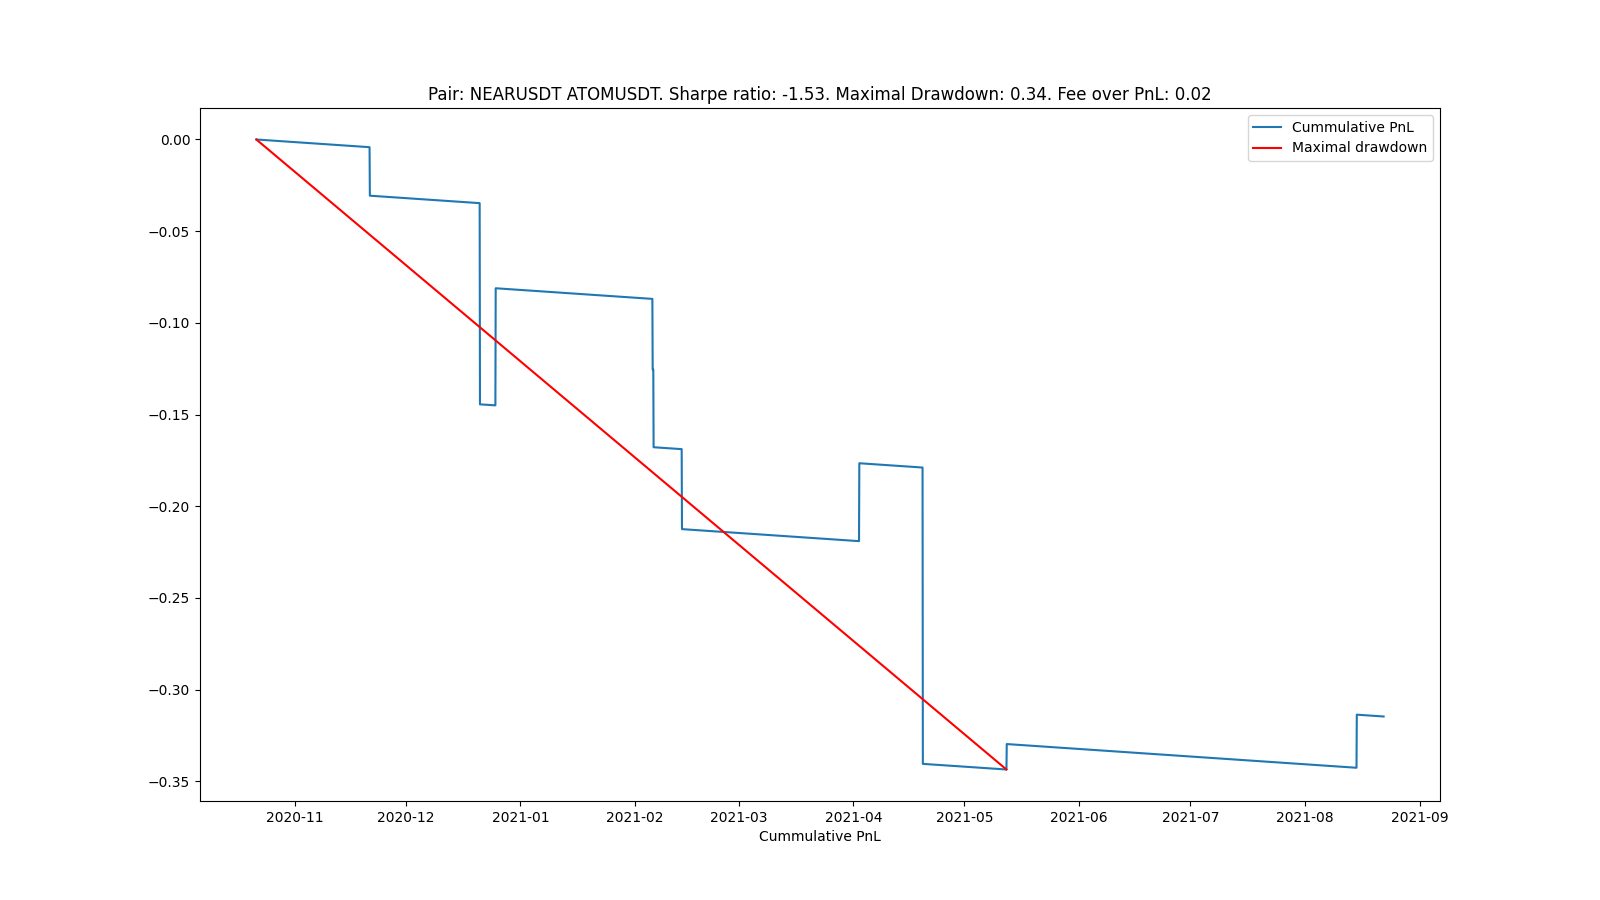 Pair: NEARUSDT ATOMUSDT. Sharpe ratio: -1.53. Maximal Drawdown: 0.34. Fee over PnL: 0.02
Cummulative PnL
Maximal drawdown
0.00
−0.05
−0.10
−0.15
−0.20
−0.25
−0.30
−0.35
2020-11 2020-12 2021-01 2021-02 2021-03 2021-04 2021-05 2021-06 2021-07 2021-08 2021-09
Cummulative PnL